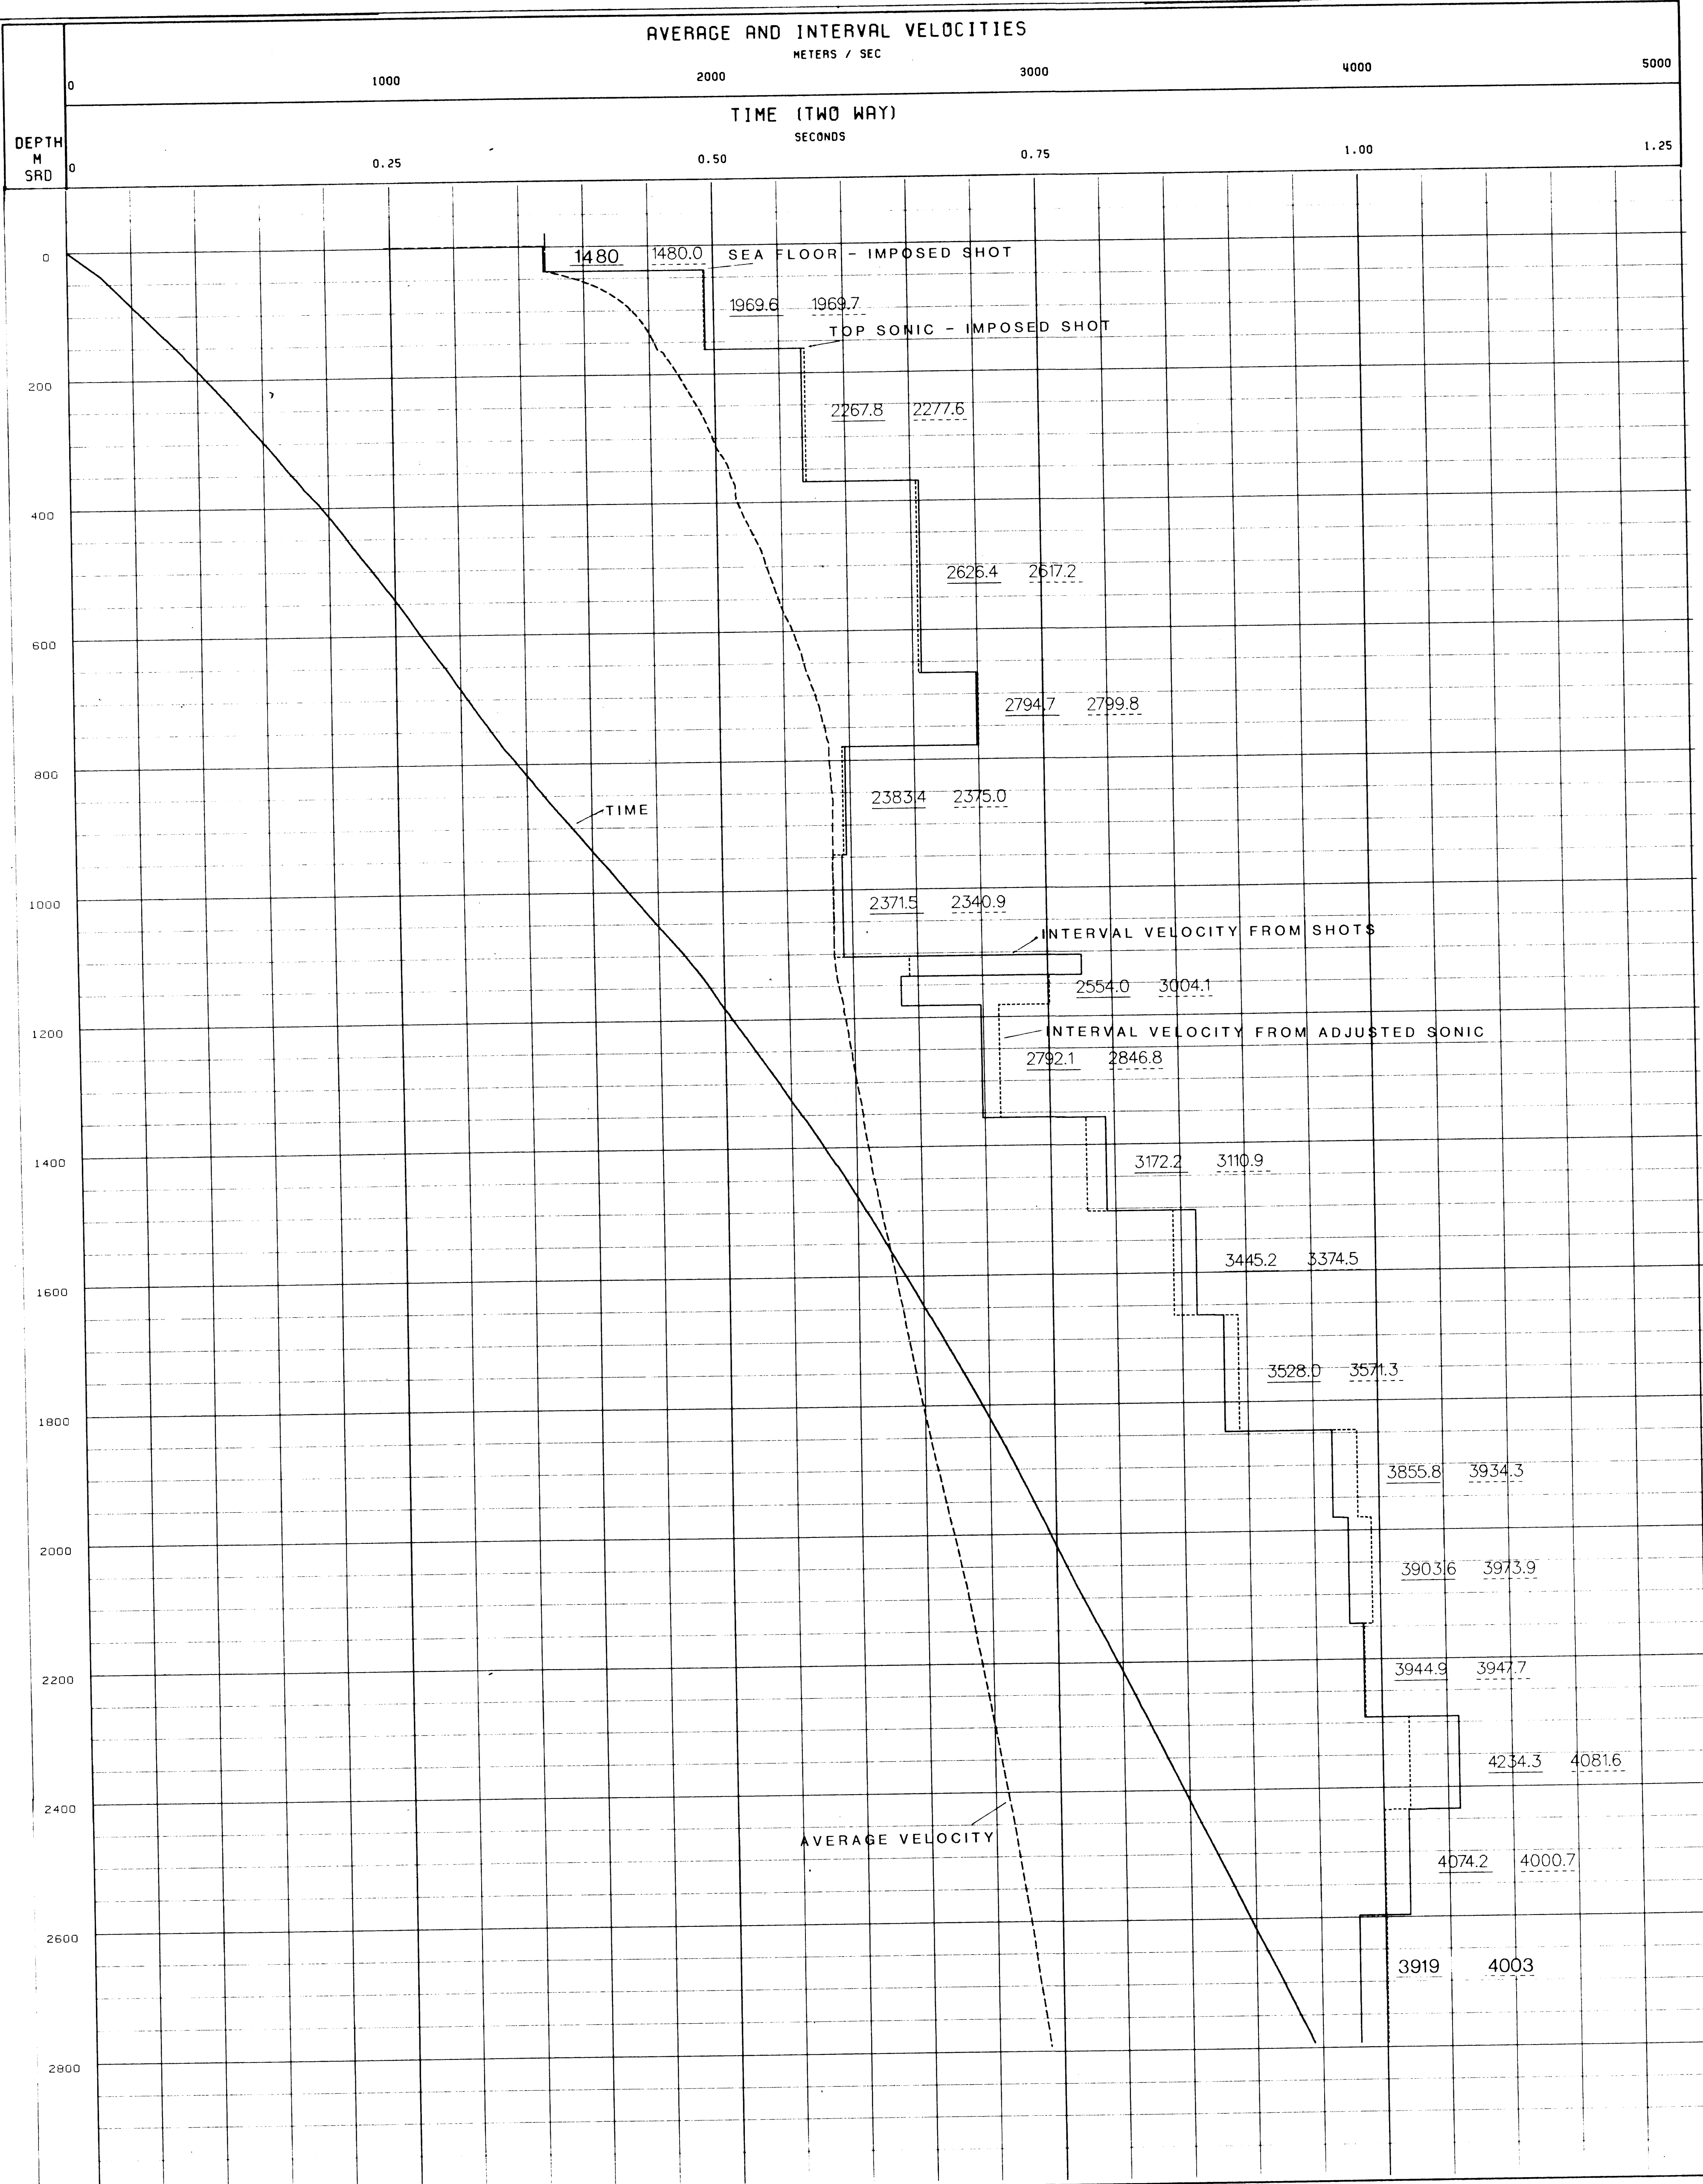 AVERAGE AND INTERVAL VELOCITIES
METERS / SEC
0 1000 2000 3000 4000 5000
TIME (TWO WAY)
SECONDS
DEPTH
M
SRD
0 0.25 0.50 0.75 1.00 1.25
0
1480 1480.0 SEA FLOOR - IMPOSED SHOT
1969.6 1969.7
TOP SONIC - IMPOSED SHOT
200
2267.8 2277.6
400
2626.4 2617.2
600
2794.7 2799.8
800
2383.4 2375.0
TIME
1000
2371.5 2340.9
INTERVAL VELOCITY FROM SHOTS
2554.0 3004.1
1200
INTERVAL VELOCITY FROM ADJUSTED SONIC
2792.1 2846.8
1400
3172.2 3110.9
1600
3445.2 3374.5
3528.0 3571.3
1800
3855.8 3934.3
2000
3903.6 3973.9
2200
3944.9 3947.7
4234.3 4081.6
2400
AVERAGE VELOCITY
4074.2 4000.7
2600
3919 4003
2800